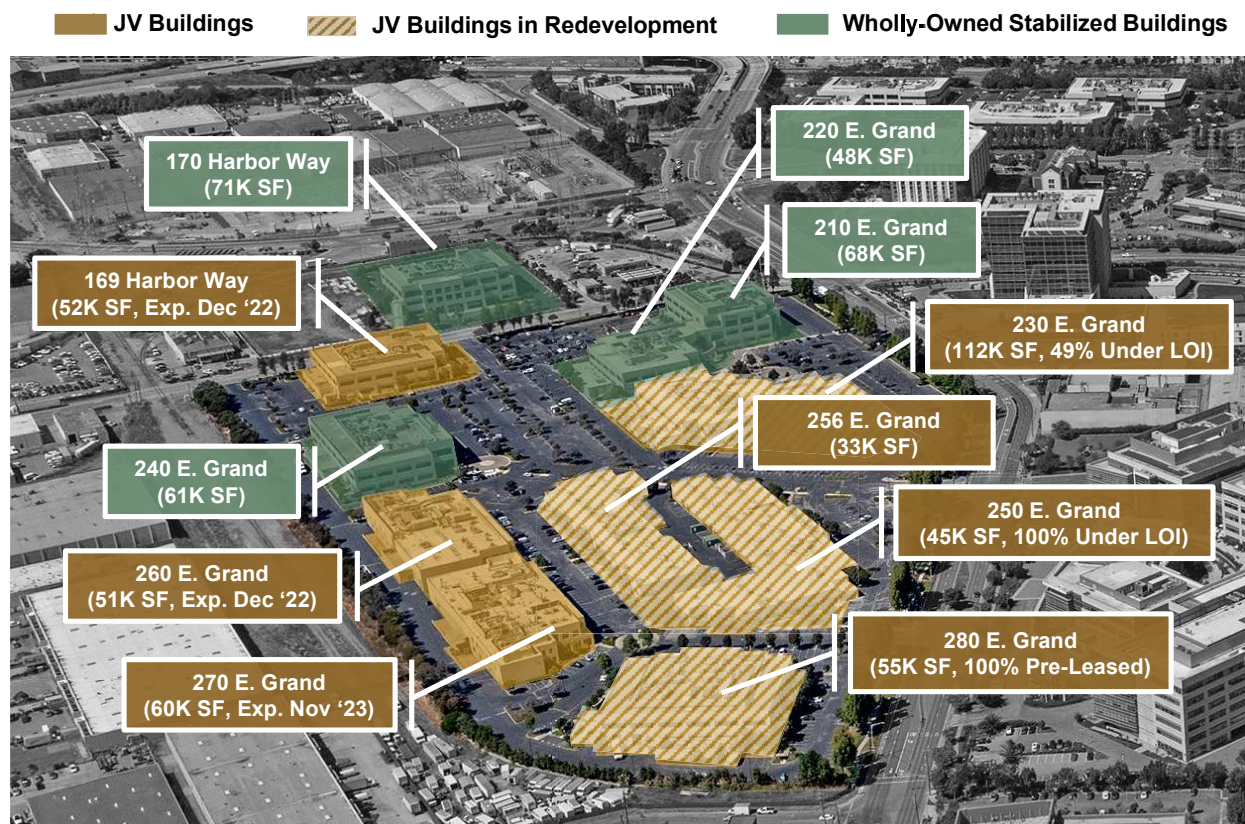 JV Buildings
JV Buildings in Redevelopment
Wholly-Owned Stabilized Buildings
220 E. Grand
(48K SF)
170 Harbor Way
(71K SF)
210 E. Grand
(68K SF)
169 Harbor Way
(52K SF, Exp. Dec ‘22)
230 E. Grand
(112K SF, 49% Under LOI)
256 E. Grand
(33K SF)
240 E. Grand
(61K SF)
250 E. Grand
(45K SF, 100% Under LOI)
260 E. Grand
(51K SF, Exp. Dec ‘22)
280 E. Grand
(55K SF, 100% Pre-Leased)
270 E. Grand
(60K SF, Exp. Nov ‘23)